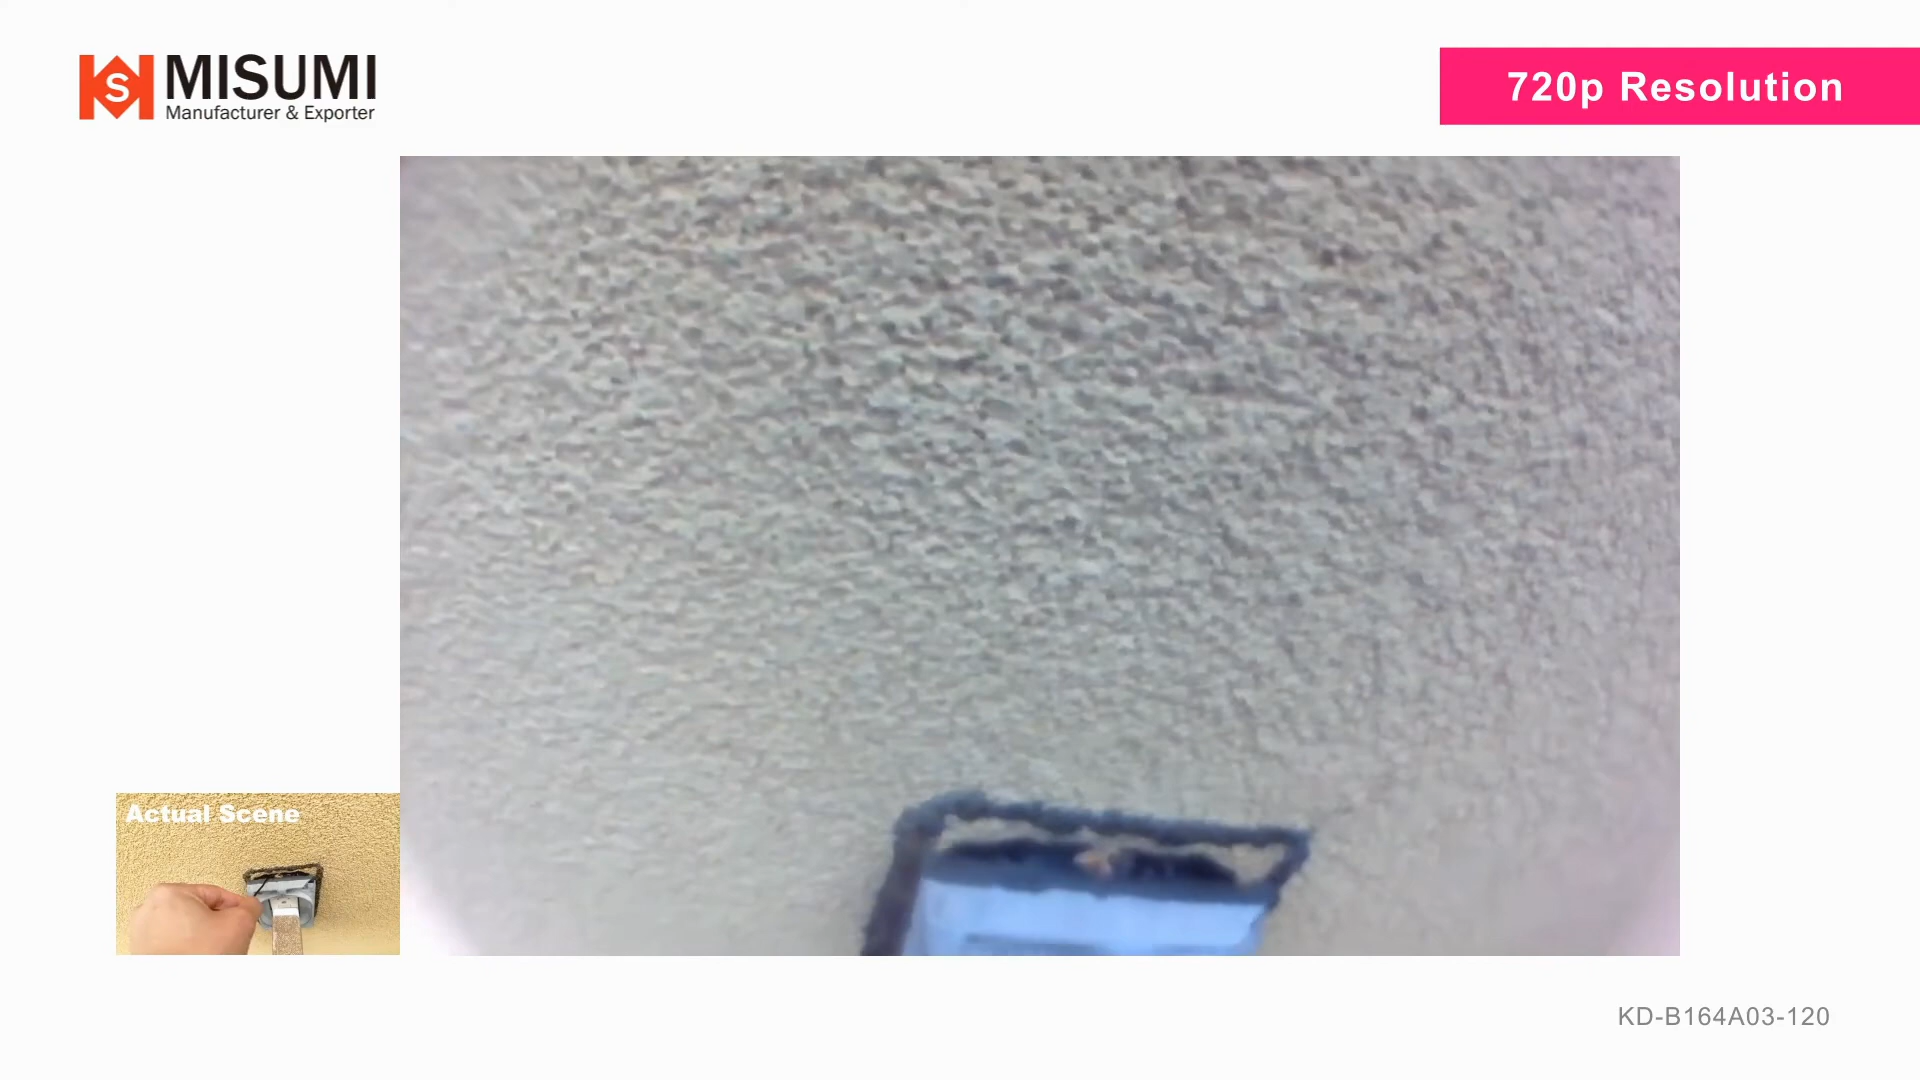 MISUMI
Manufacturer & Exporter
720p Resolution
Actual Scene
KD-B164A03-120